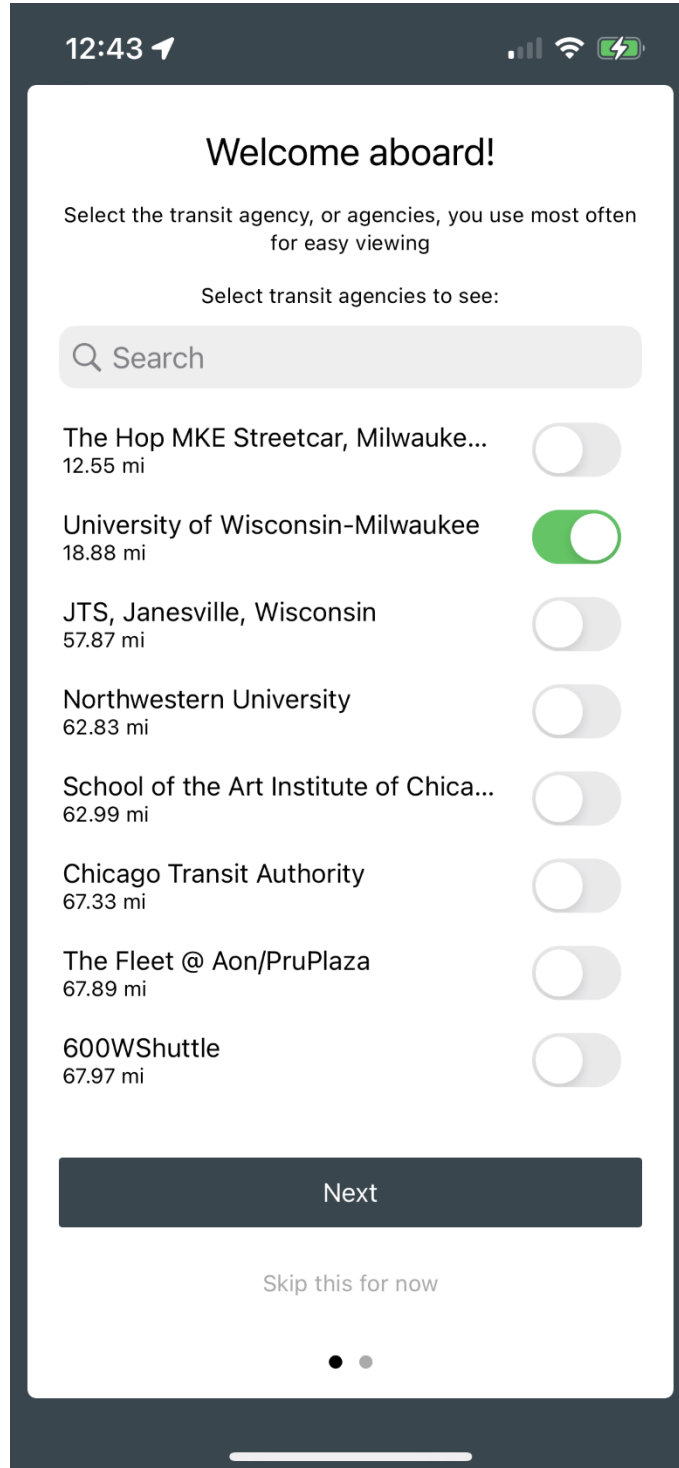 12:43
Welcome aboard!
Select the transit agency, or agencies, you use most often
for easy viewing
Select transit agencies to see:
Search
The Hop MKE Streetcar, Milwauke...
12.55 mi
University of Wisconsin-Milwaukee
18.88 mi
JTS, Janesville, Wisconsin
57.87 mi
Northwestern University
62.83 mi
School of the Art Institute of Chica...
62.99 mi
Chicago Transit Authority
67.33 mi
The Fleet @ Aon/PruPlaza
67.89 mi
600WShuttle
67.97 mi
Next
Skip this for now